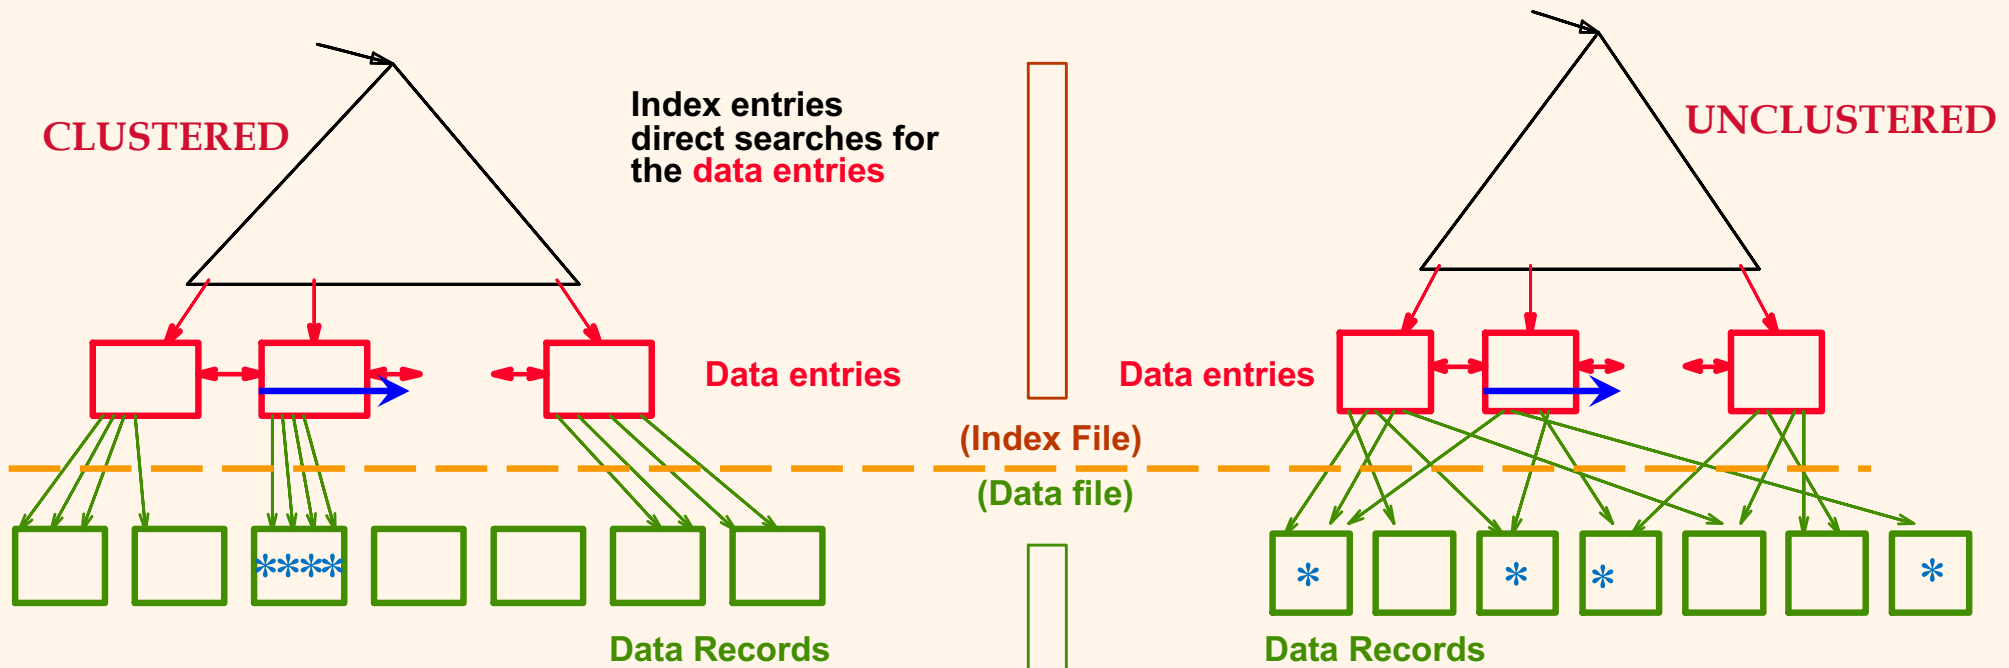 CLUSTERED
Index entries
direct searches for
the data entries
UNCLUSTERED
Data entries
Data entries
(Index File)
(Data file)
****
*
*
*
*
Data Records
Data Records